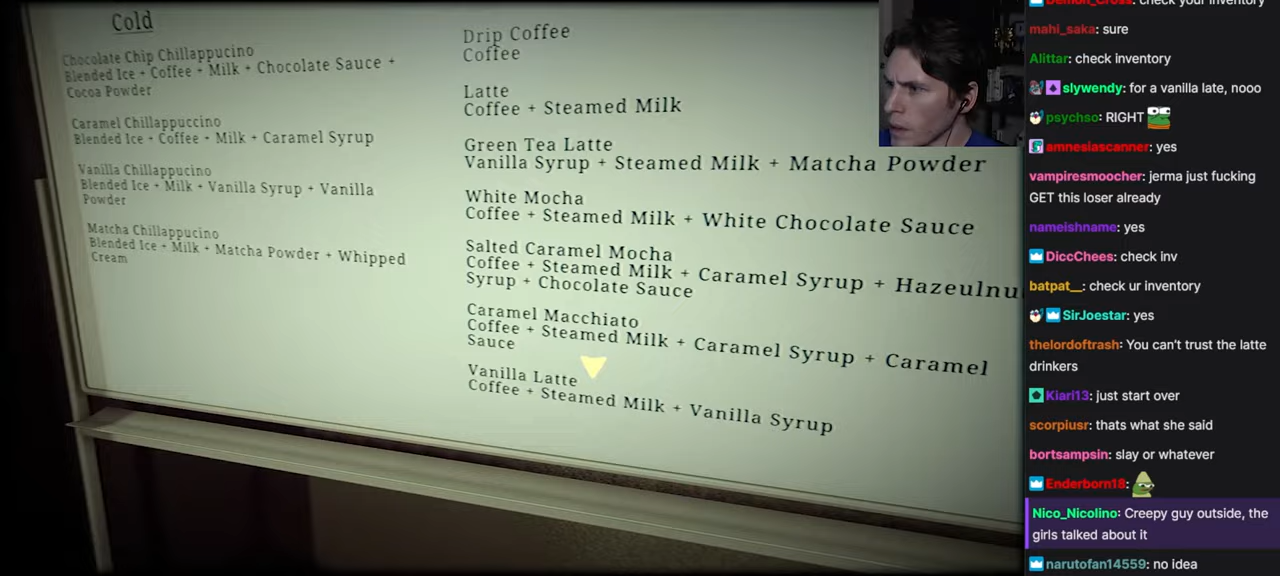 Cold
Chocolate Chip Chillappucino
Blended Ice + Coffee + Milk + Chocolate Sauce +
Cocoa Powder
Caramel Chillappuccino
Blended Ice + Coffee + Milk + Caramel Syrup
Vanilla Chillappucino
Blended Ice + Milk + Vanilla Syrup + Vanilla
Powder
Matcha Chillappucino
Blended Ice + Milk + Matcha Powder + Whipped
Cream
Drip Coffee
Coffee
Latte
Coffee + Steamed Milk
Green Tea Latte
Vanilla Syrup + Steamed Milk + Matcha Powder
White Mocha
Coffee + Steamed Milk + White Chocolate Sauce
Salted Caramel Mocha
Coffee + Steamed Milk + Caramel Syrup + Hazeulnu
Syrup + Chocolate Sauce
Caramel Macchiato
Coffee + Steamed Milk + Caramel Syrup + Caramel
Sauce
Vanilla Latte
Coffee + Steamed Milk + Vanilla Syrup
Demon_Cross: check your inventory
mahi_saka: sure
Alittar: check inventory
slywendy: for a vanilla late, nooo
psychso: RIGHT
amnesiascanner: yes
vampiresmoocher: jerma just fucking
GET this loser already
nameishname: yes
DiccChees: check inv
batpat__: check ur inventory
SirJoestar: yes
thelordoftrash: You can't trust the latte
drinkers
Kiari13: just start over
scorpiusr: thats what she said
bortsampsin: slay or whatever
Enderborn18:
Nico_Nicolino: Creepy guy outside, the
girls talked about it
narutofan14559: no idea